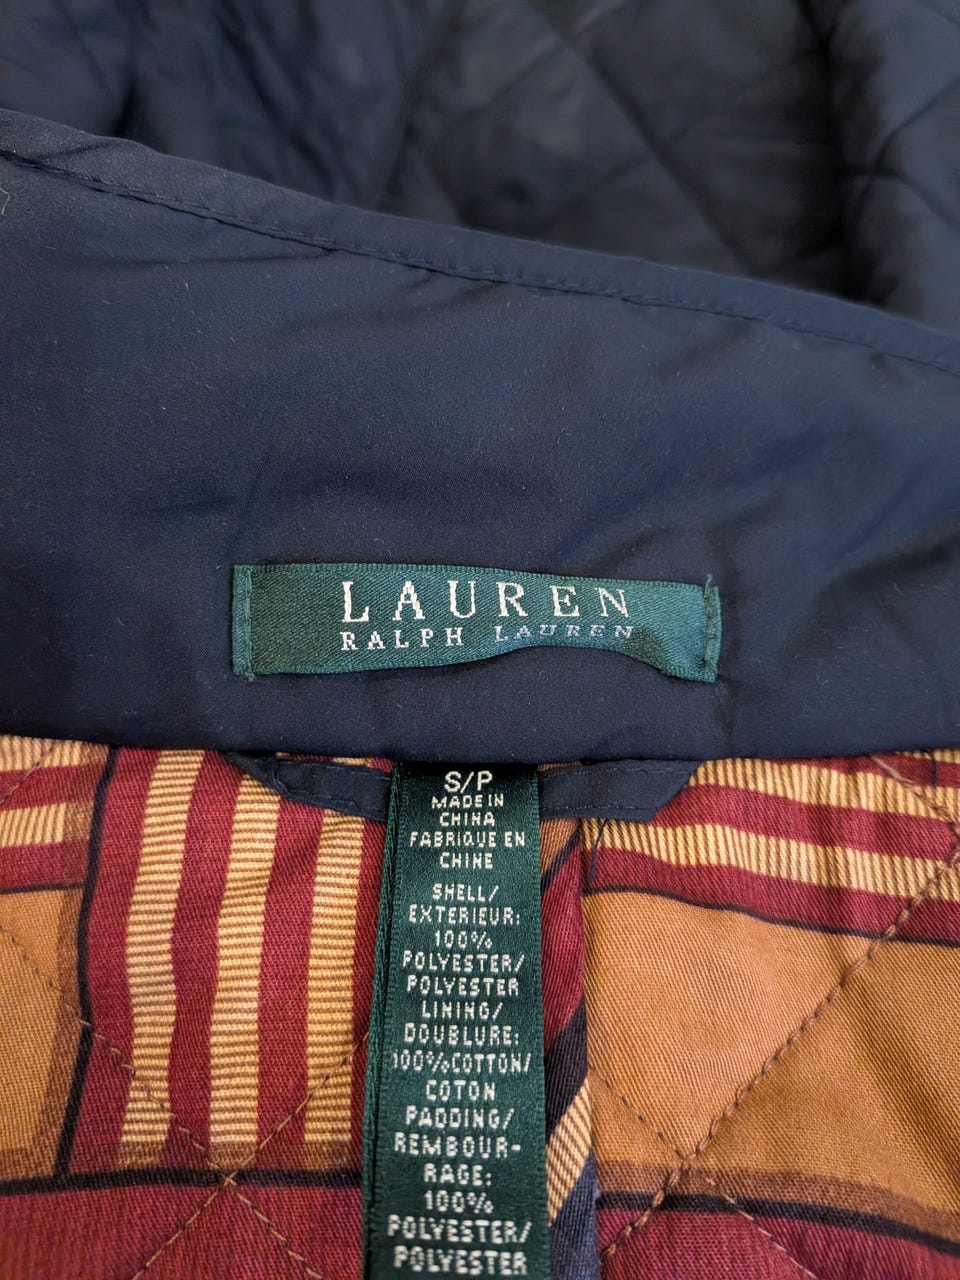 LAUREN
RALPH LAUREN
S/P
MADE IN
CHINA
FABRIQUE EN
CHINE
SHELL/
EXTERIEUR:
100%
POLYESTER/
POLYESTER
LINING/
DOUBLURE:
100%COTTON/
COTON
PADDING/
REMBOUR-
RAGE:
100%
POLYESTER/
POLYESTER